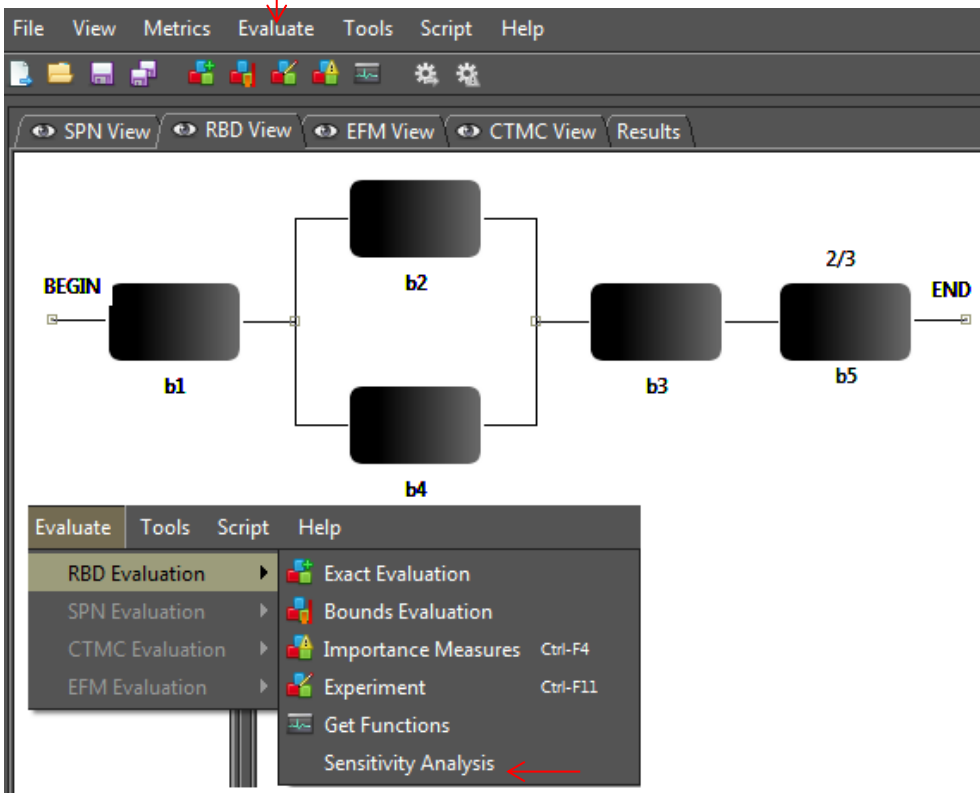 File View Metrics Evaluate Tools Script Help
SPN View RBD View EFM View CTMC View Results
b2
2/3
BEGIN
END
b1
b3
b5
b4
Evaluate Tools Script Help
RBD Evaluation Exact Evaluation
SPN Evaluation Bounds Evaluation
CTMC Evaluation Importance Measures Ctrl-F4
EFM Evaluation Experiment Ctrl-F11
Get Functions
Sensitivity Analysis